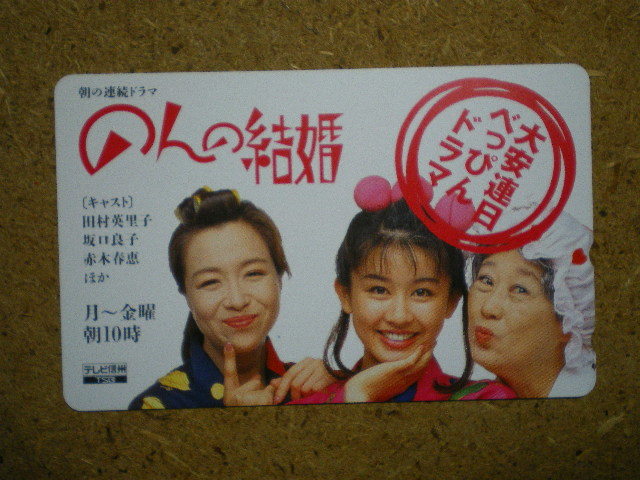 朝の連続ドラマ
のんの結婚
大安連日
べっぴん
ドラマ
〔キャスト〕
田村英里子
坂口良子
赤木春恵
ほか
月～金曜
朝10時
テレビ信州
TSB